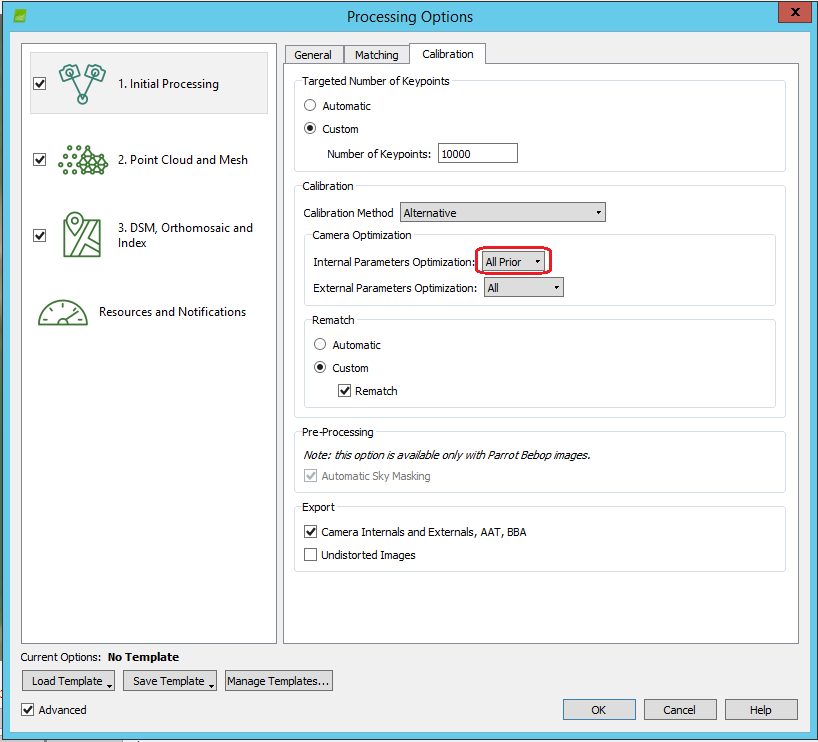 Processing Options
x
1. Initial Processing
2. Point Cloud and Mesh
3. DSM, Orthomosaic and
Index
Resources and Notifications
General Matching Calibration
Targeted Number of Keypoints
Automatic
Custom
Number of Keypoints: 10000
Calibration
Calibration Method Alternative
Camera Optimization
Internal Parameters Optimization: All Prior
External Parameters Optimization: All
Rematch
Automatic
Custom
Rematch
Pre-Processing
Note: this option is available only with Parrot Bebop images.
Automatic Sky Masking
Export
Camera Internals and Externals, AAT, BBA
Undistorted Images
Current Options: No Template
Load Template Save Template Manage Templates...
Advanced
OK Cancel Help